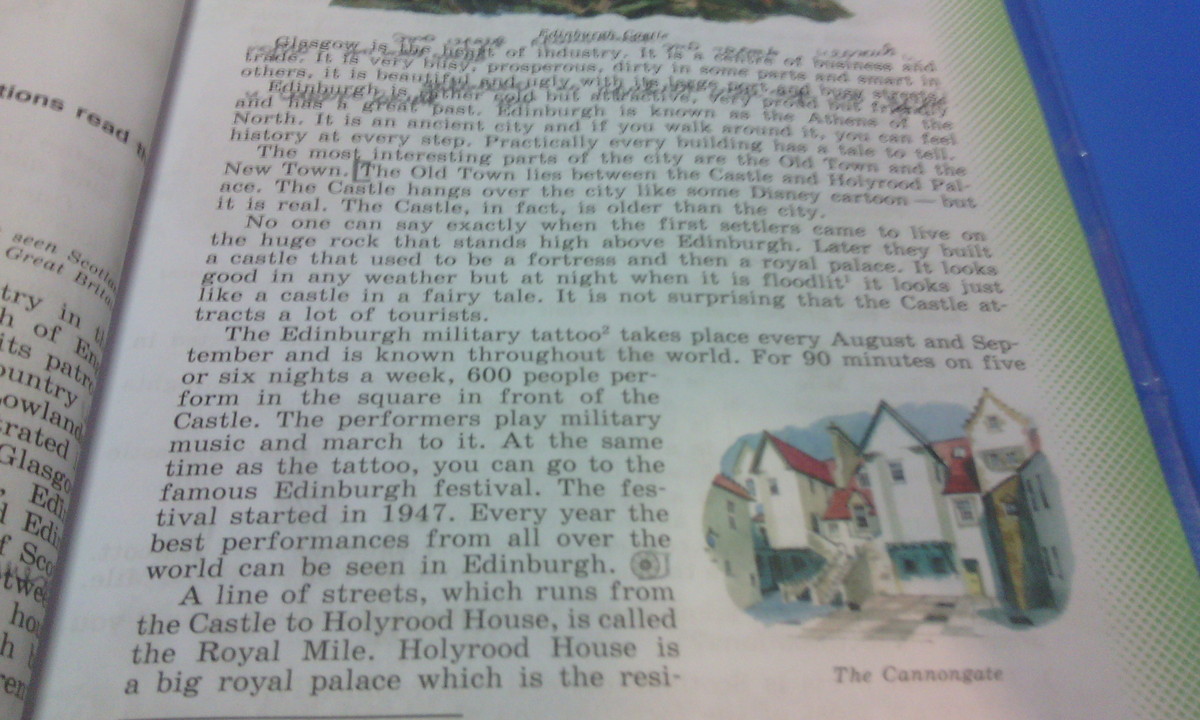 tions read
seen Scotla
Great Brita
try in
h of En
its patr
ountry
owland
rated
Glasgo
Edi
d Edi
f Sco
twe
ho
h
ren
Edinburgh Castle
Glasgow is the heart of industry. It is a centre of business and
trade. It is very busy, prosperous, dirty in some parts and smart in
others, it is beautiful and ugly with its large port and busy streets.
Edinburgh is rather cold but attractive, very proud but friendly
and has a great past. Edinburgh is known as the Athens of the
North. It is an ancient city and if you walk around it, you can feel
history at every step. Practically every building has a tale to tell.
The most interesting parts of the city are the Old Town and the
New Town. The Old Town lies between the Castle and Holyrood Pal-
ace. The Castle hangs over the city like some Disney cartoon — but
it is real. The Castle, in fact, is older than the city.
No one can say exactly when the first settlers came to live on
the huge rock that stands high above Edinburgh. Later they built
a castle that used to be a fortress and then a royal palace. It looks
good in any weather but at night when it is floodlit¹ it looks just
like a castle in a fairy tale. It is not surprising that the Castle at-
tracts a lot of tourists.
The Edinburgh military tattoo² takes place every August and Sep-
tember and is known throughout the world. For 90 minutes on five
or six nights a week, 600 people per-
form in the square in front of the
Castle. The performers play military
music and march to it. At the same
time as the tattoo, you can go to the
famous Edinburgh festival. The fes-
tival started in 1947. Every year the
best performances from all over the
world can be seen in Edinburgh.
A line of streets, which runs from
the Castle to Holyrood House, is called
the Royal Mile. Holyrood House is
a big royal palace which is the resi-
The Cannongate